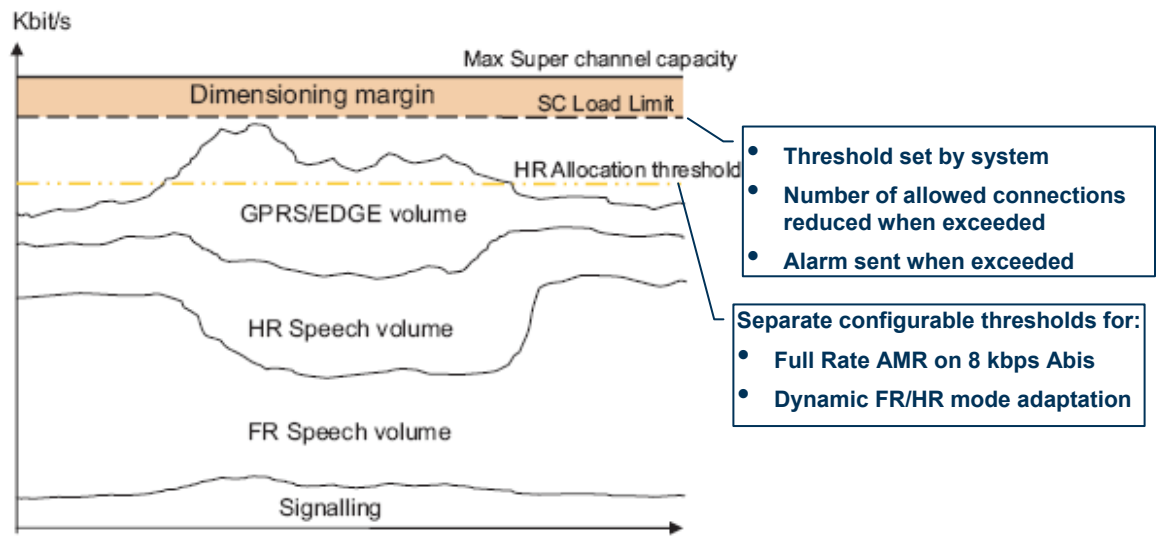 Kbit/s
Max Super channel capacity
Dimensioning margin
SC Load Limit
HR Allocation threshold
GPRS/EDGE volume
HR Speech volume
FR Speech volume
Signalling
• Threshold set by system
• Number of allowed connections
reduced when exceeded
• Alarm sent when exceeded
Separate configurable thresholds for:
• Full Rate AMR on 8 kbps Abis
• Dynamic FR/HR mode adaptation